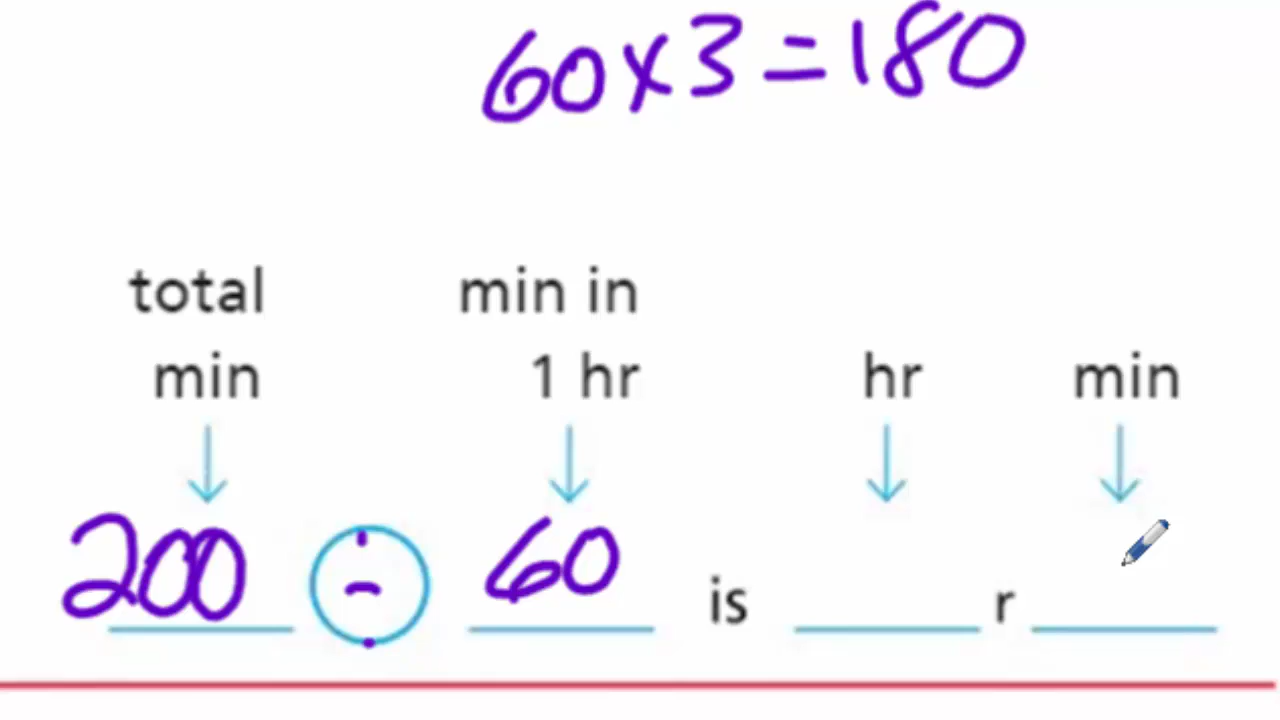 60x3=180
total min in
min 1 hr hr min
200 ÷ 60 is r